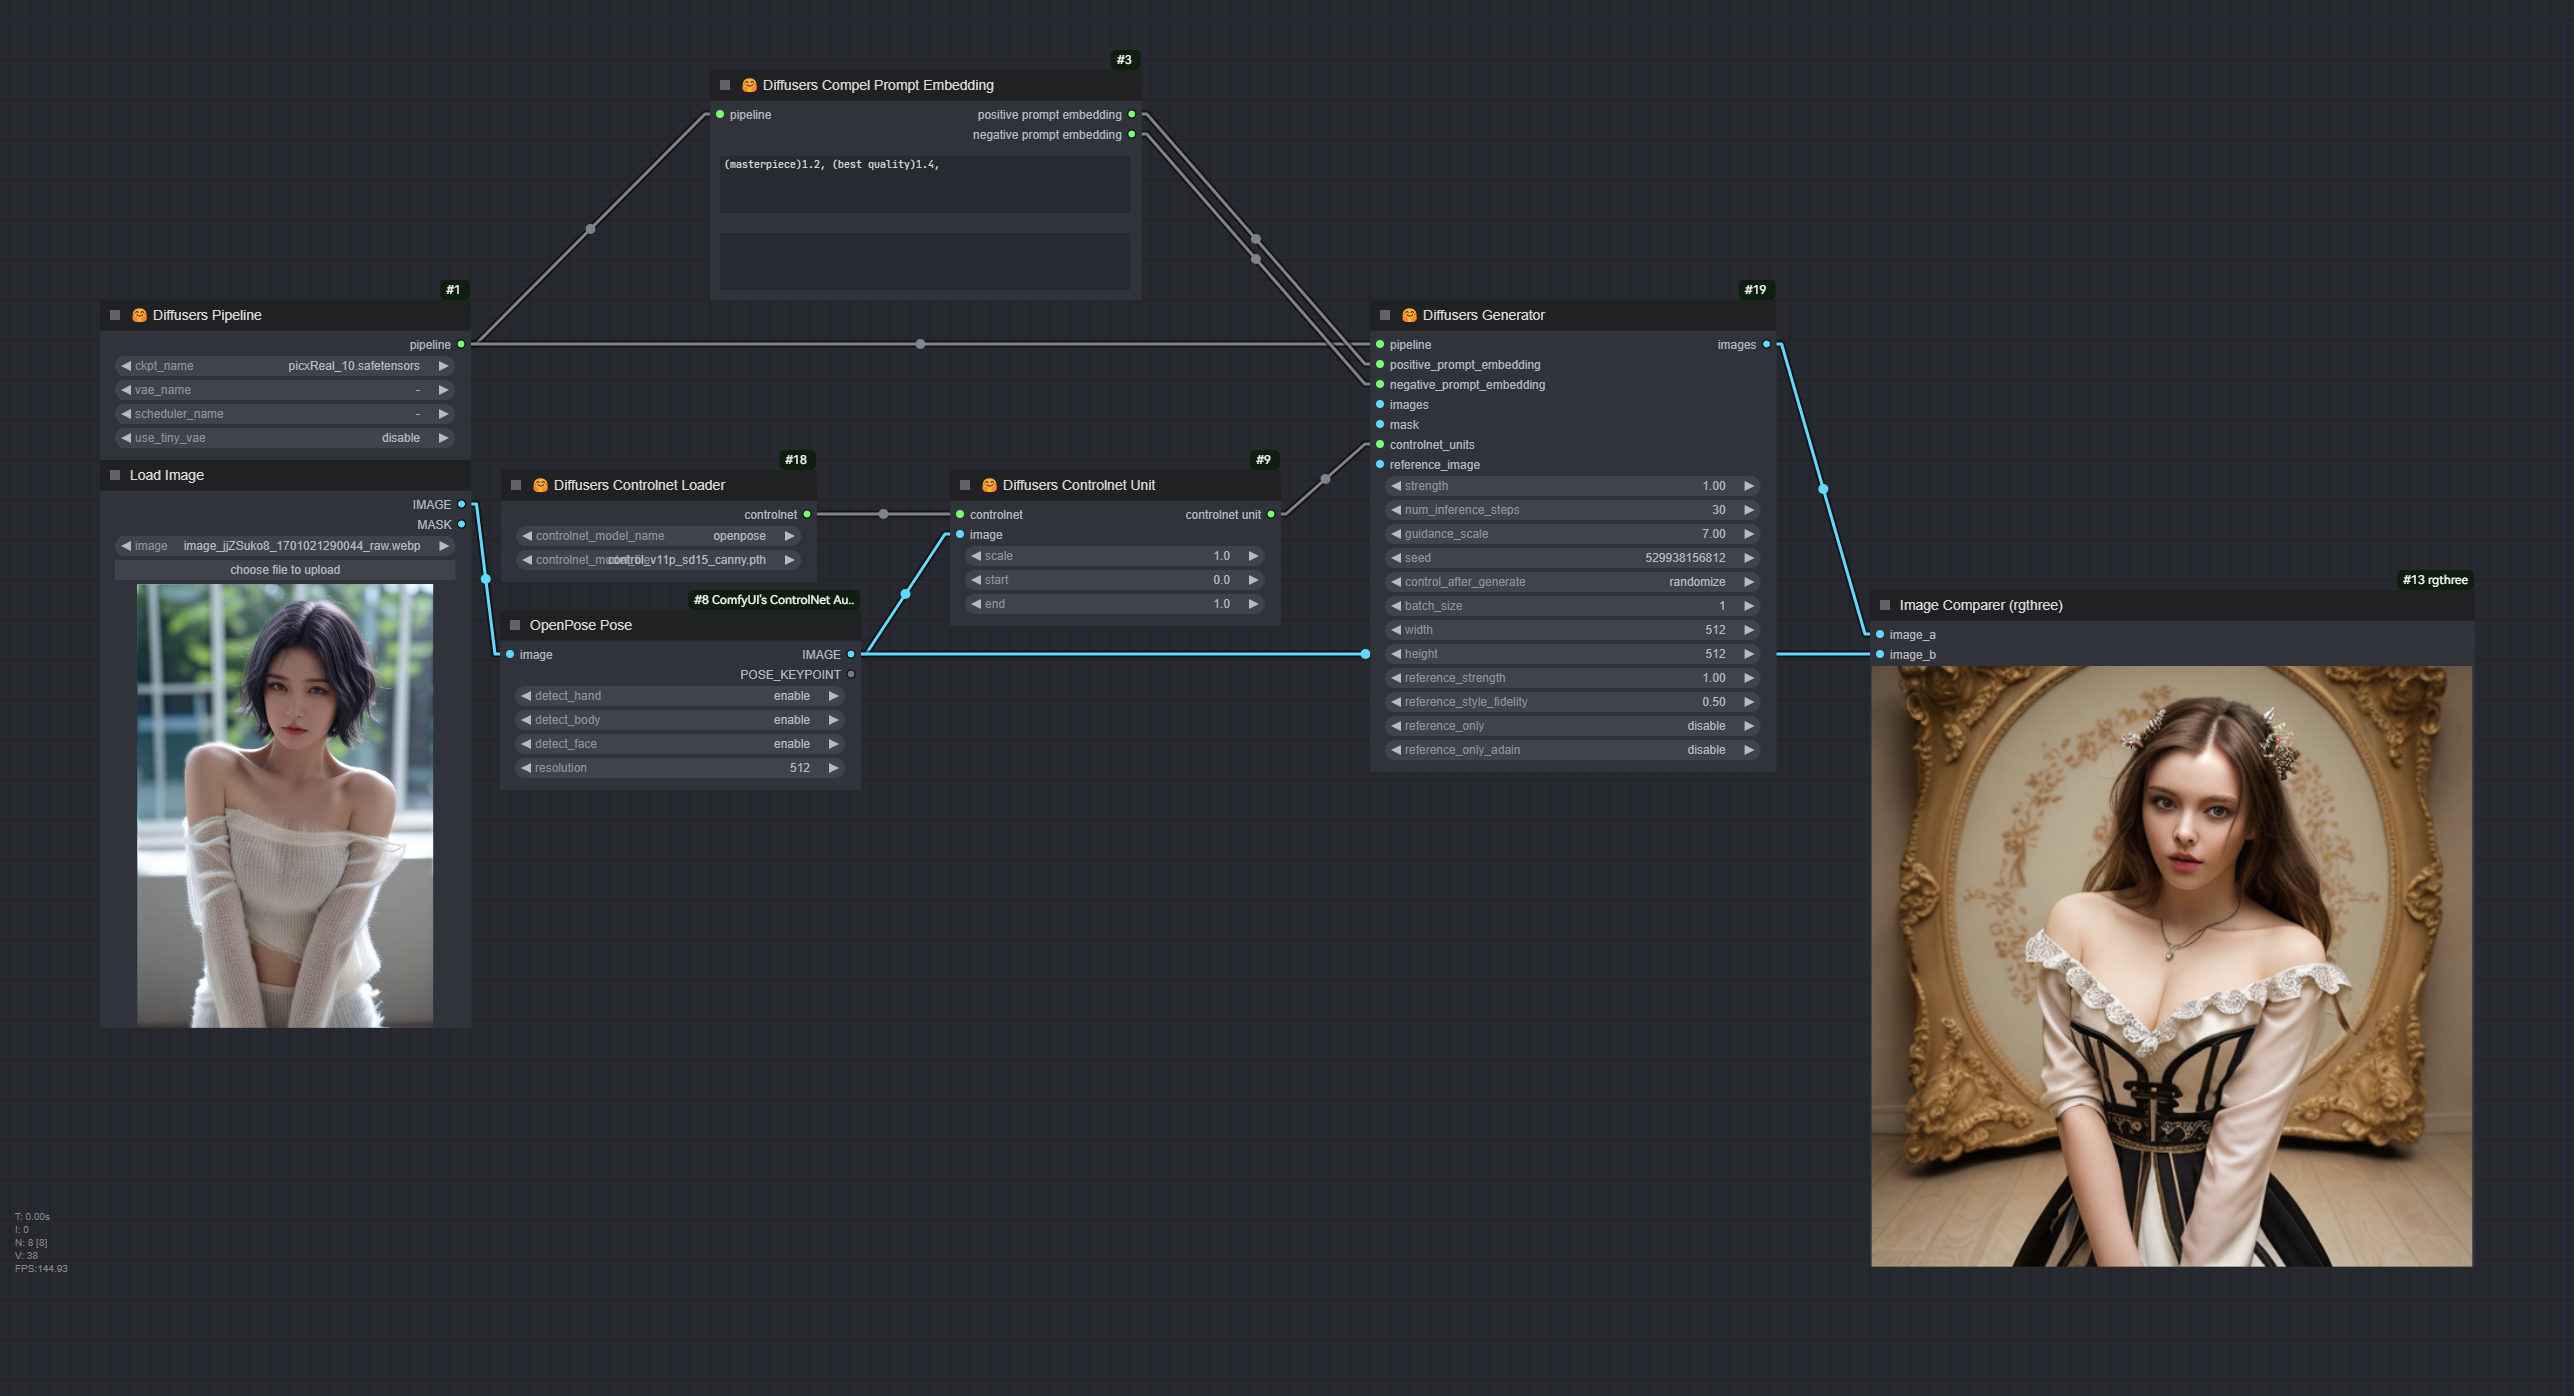 #3
Diffusers Compel Prompt Embedding
pipeline
positive prompt embedding
negative prompt embedding
(masterpiece)1.2, (best quality)1.4,
#1
Diffusers Pipeline
pipeline
ckpt_name picxReal_10.safetensors
vae_name -
scheduler_name -
use_tiny_vae disable
Load Image
IMAGE
MASK
image image_jjZSuko8_1701021290044_raw.webp
choose file to upload
#18
Diffusers Controlnet Loader
controlnet
controlnet_model_name openpose
control_v11p_sd15_canny.pth
#8 ComfyUI's ControlNet Au..
OpenPose Pose
image IMAGE
POSE_KEYPOINT
detect_hand enable
detect_body enable
detect_face enable
resolution 512
#9
Diffusers Controlnet Unit
controlnet controlnet unit
image
scale 1.0
start 0.0
end 1.0
#19
Diffusers Generator
pipeline images
positive_prompt_embedding
negative_prompt_embedding
images
mask
controlnet_units
reference_image
strength 1.00
num_inference_steps 30
guidance_scale 7.00
seed 529938156812
control_after_generate randomize
batch_size 1
width 512
height 512
reference_strength 1.00
reference_style_fidelity 0.50
reference_only disable
reference_only_adain disable
#13 rgthree
Image Comparer (rgthree)
image_a
image_b
T: 0.00s
I: 0
N: 8 [8]
V: 38
FPS:144.93